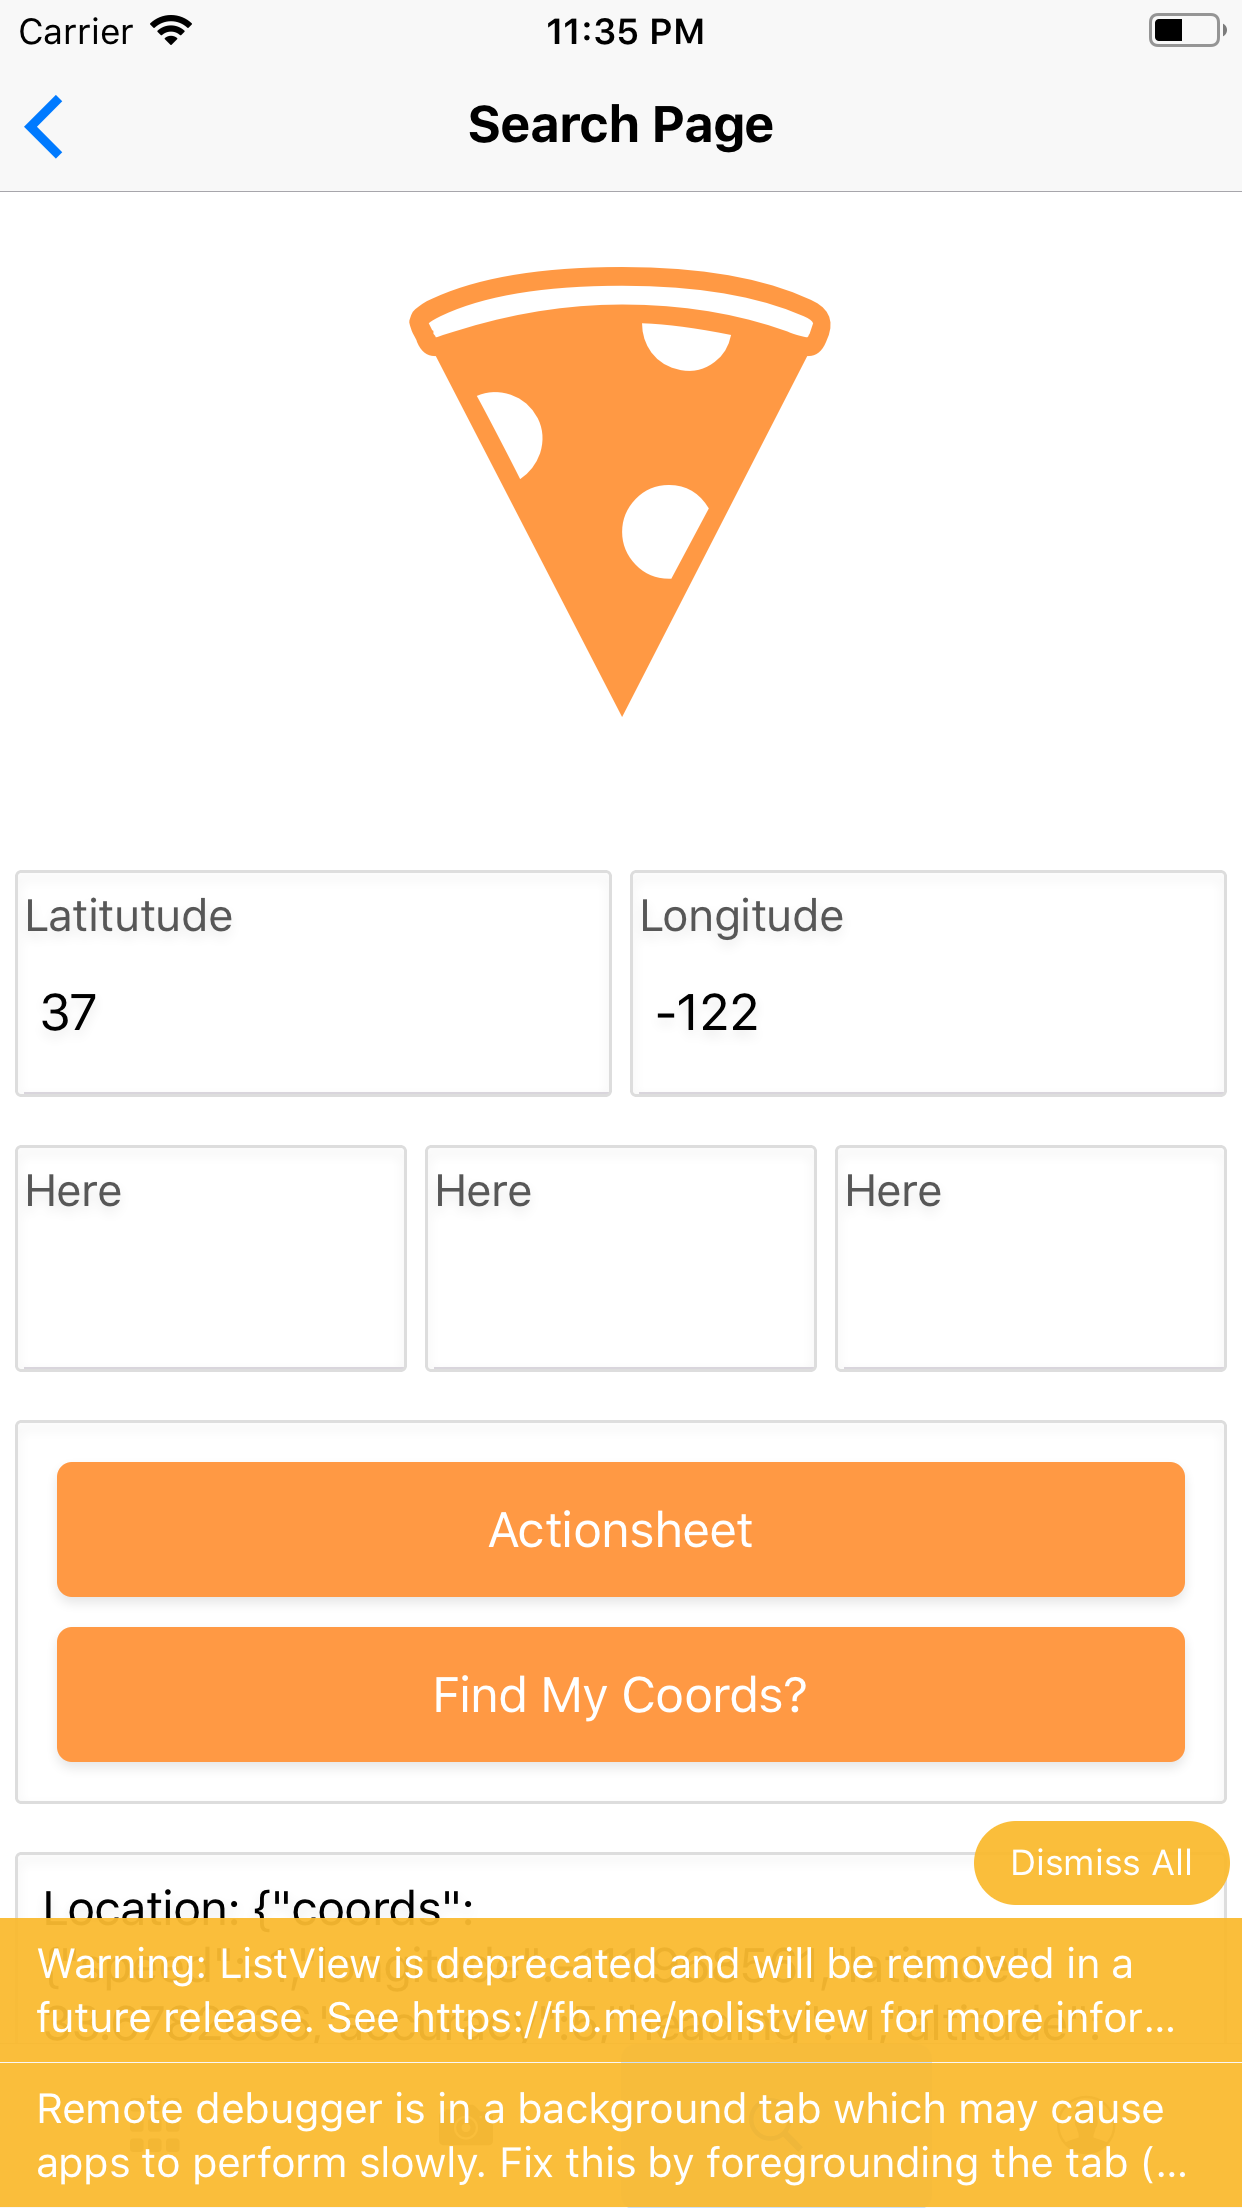 Carrier 11:35 PM
Search Page
Latitutude Longitude
37 -122
Here Here Here
Actionsheet
Find My Coords?
Dismiss All
Location: {"coords":
Warning: ListView is deprecated and will be removed in a
future release. See https://fb.me/nolistview for more infor...
Remote debugger is in a background tab which may cause
apps to perform slowly. Fix this by foregrounding the tab (...